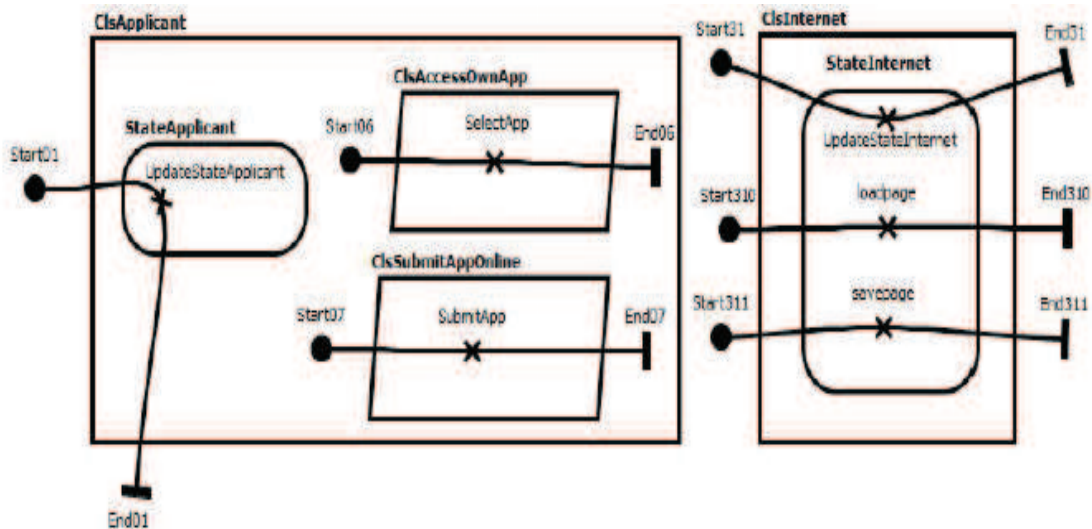 ClsApplicant
StateApplicant
Start01
UpdateStateApplicant
End01
ClsAccessOwnApp
Start06
SelectApp
End06
ClsSubmitAppOnline
Start07
SubmitApp
End07
ClsInternet
Start31
StateInternet
End31
UpdateStateInternet
Start310
loadpage
End310
Start311
savepage
End311